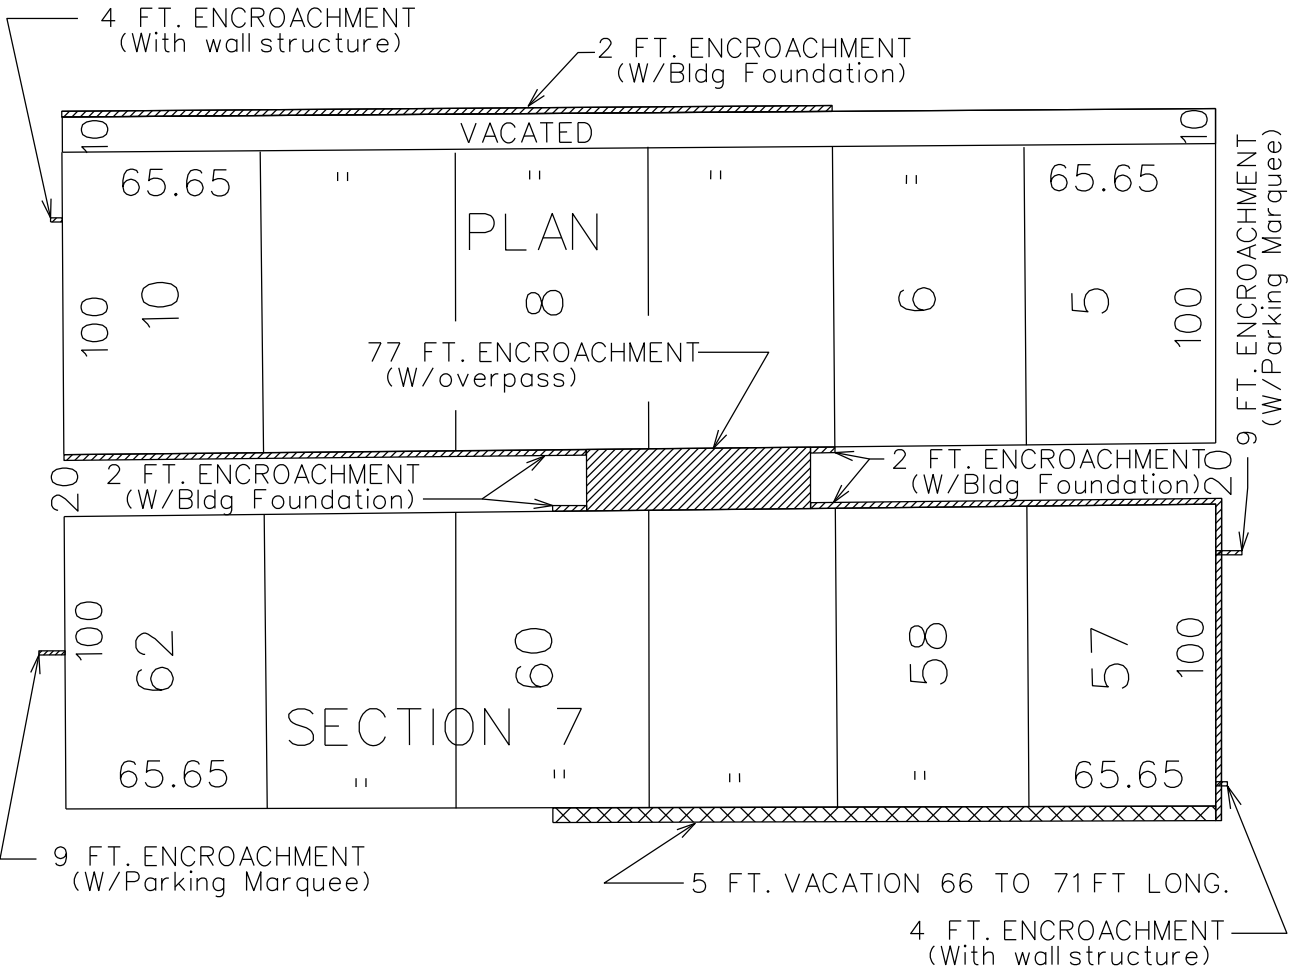 4 FT. ENCROACHMENT
(With wall structure)
2 FT. ENCROACHMENT
(W/Bldg Foundation)
10
VACATED
10
65.65
"
"
"
"
65.65
PLAN
10
8
6
5
100
100
9 FT. ENCROACHMENT
(W/Parking Marquee)
77 FT. ENCROACHMENT
(W/overpass)
20
2 FT. ENCROACHMENT
(W/Bldg Foundation)
2 FT. ENCROACHMENT
(W/Bldg Foundation)
20
100
62
60
58
57
100
SECTION 7
65.65
"
"
"
"
65.65
9 FT. ENCROACHMENT
(W/Parking Marquee)
5 FT. VACATION 66 TO 71 FT LONG.
4 FT. ENCROACHMENT
(With wall structure)